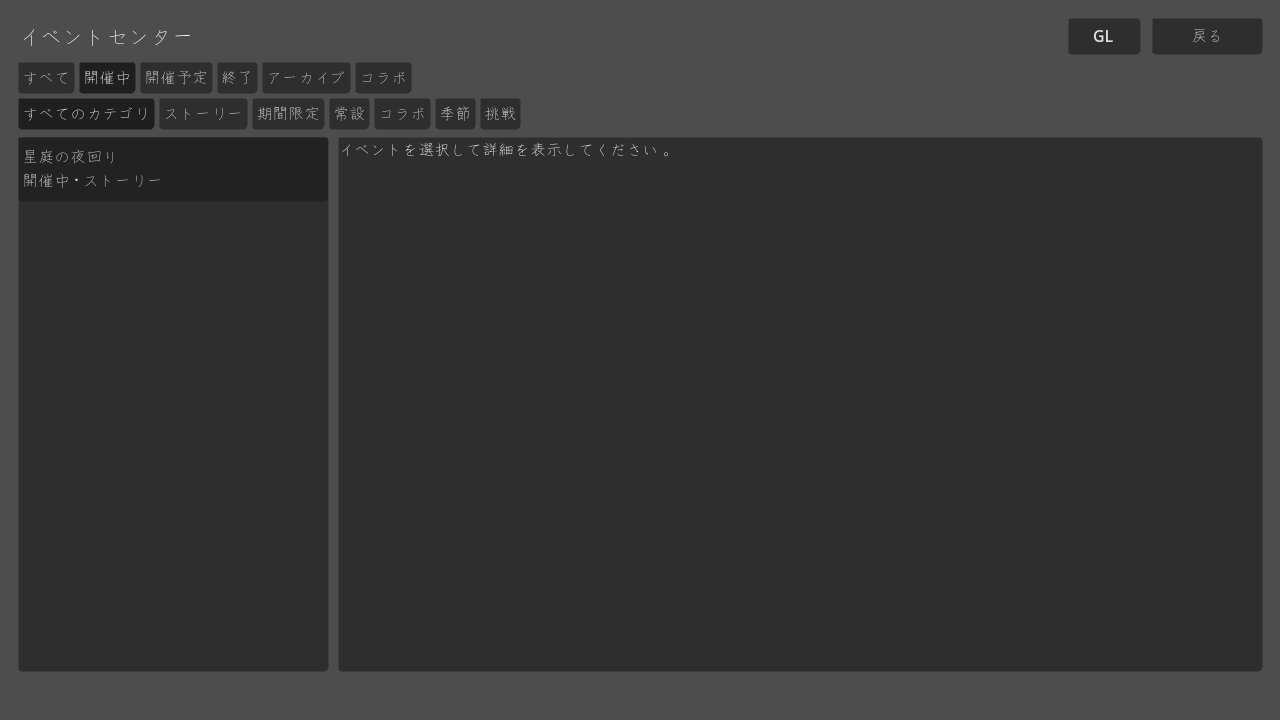 イベントセンター
GL
戻る
すべて 開催中 開催予定 終了 アーカイブ コラボ
すべてのカテゴリ ストーリー 期間限定 常設 コラボ 季節 挑戦
星庭の夜回り
開催中・ストーリー
イベントを選択して詳細を表示してください。